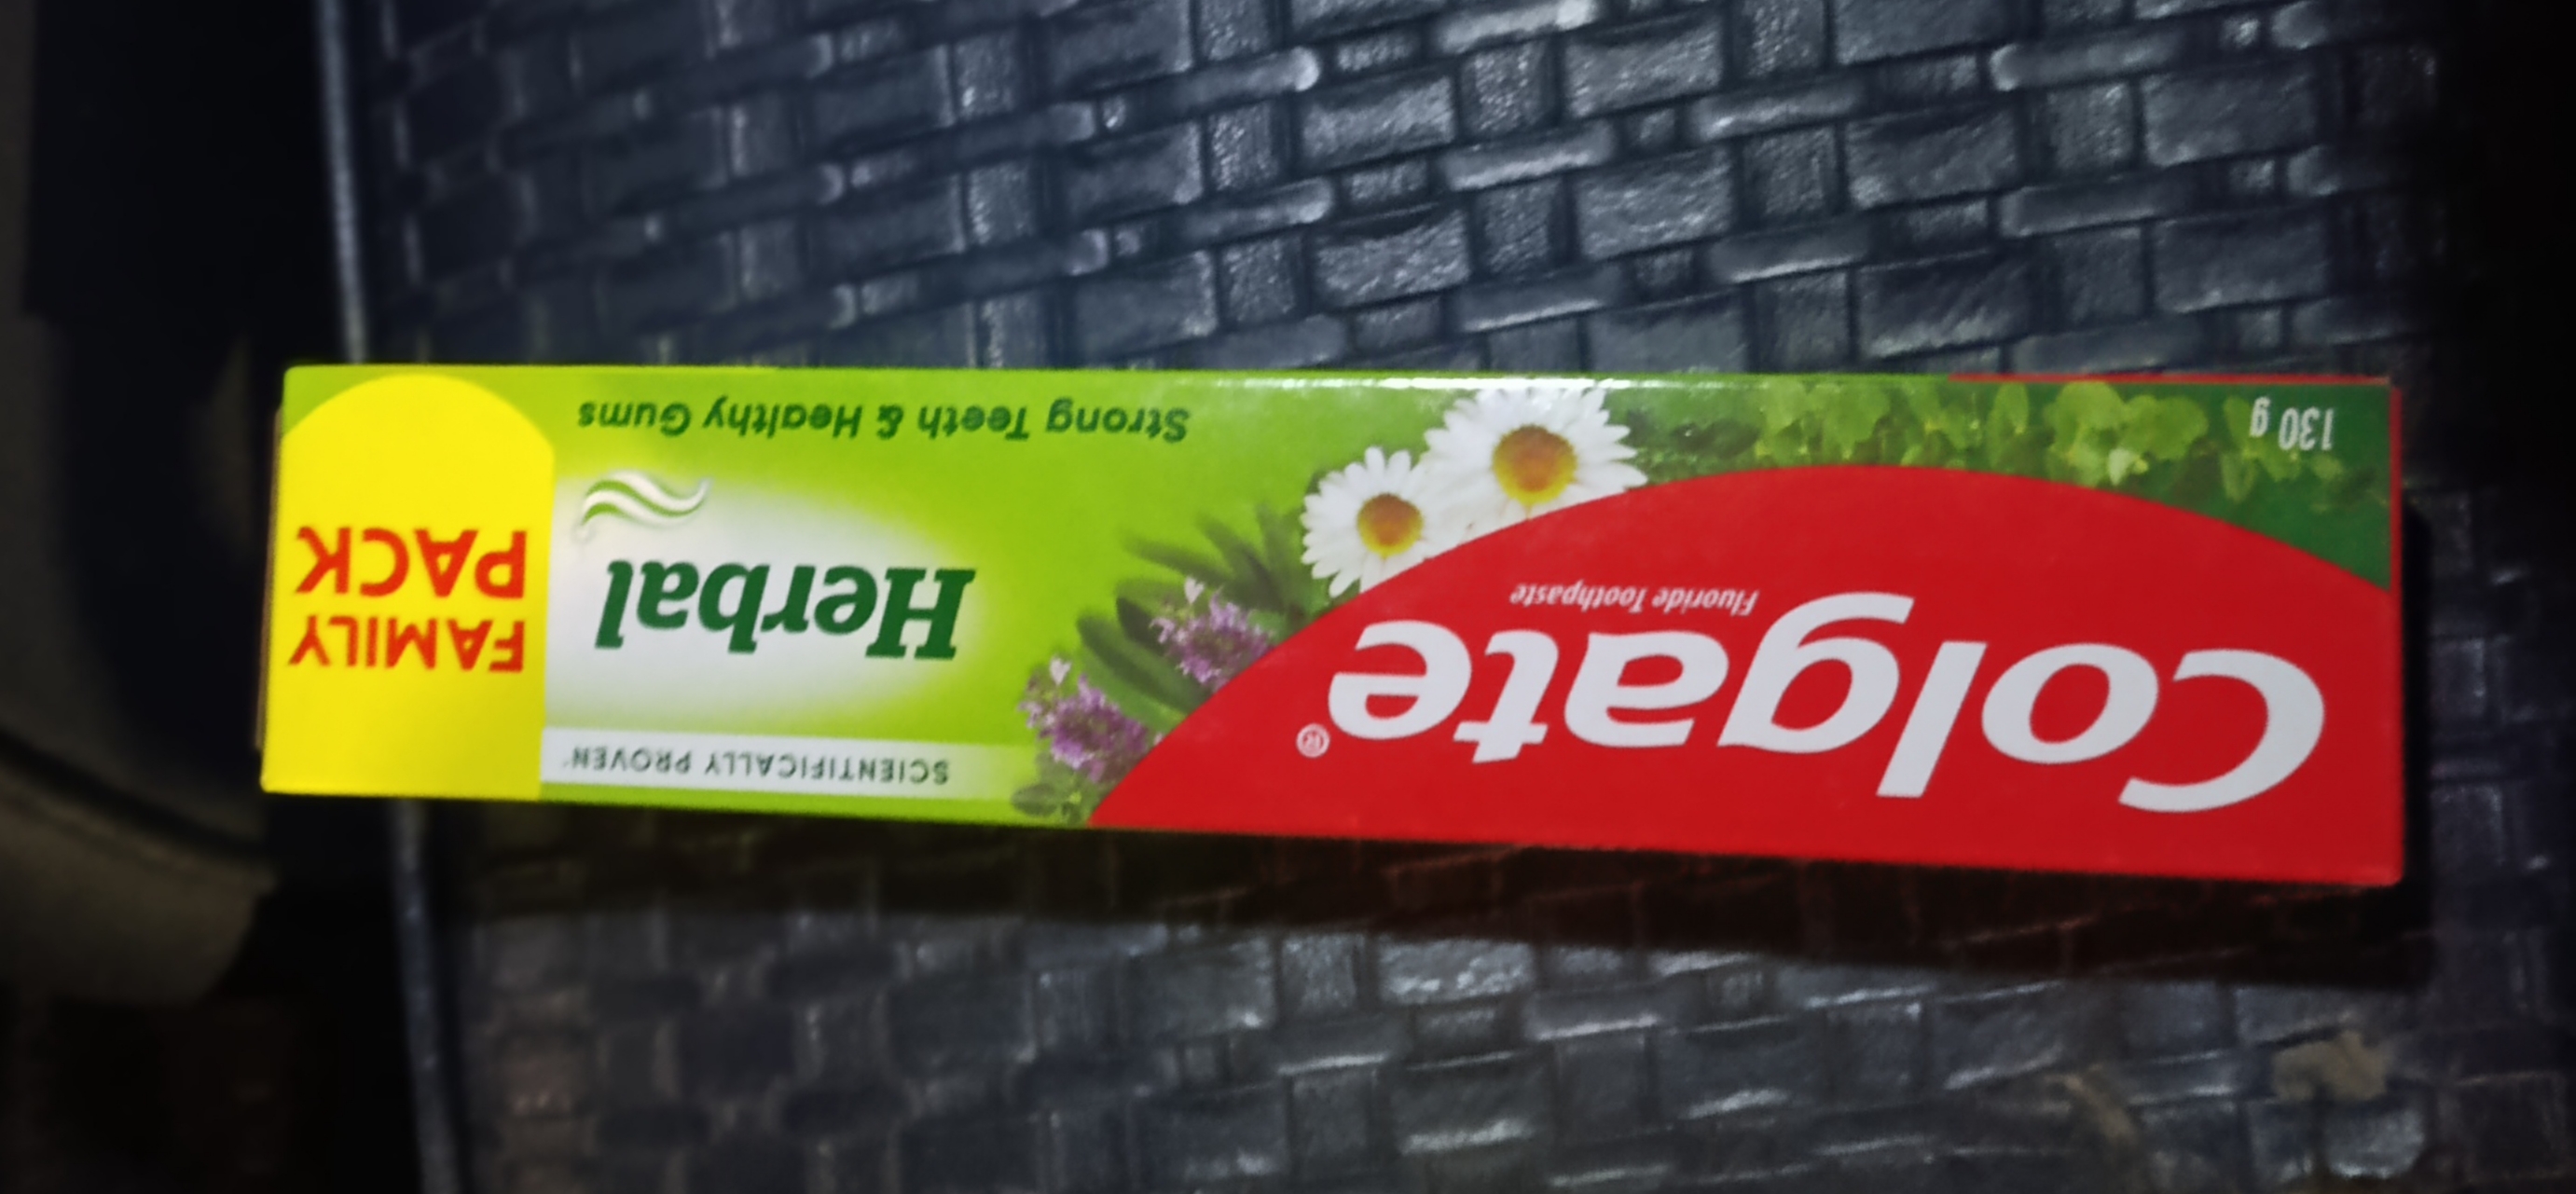 Colgate®
Fluoride Toothpaste
130 g
SCIENTIFICALLY PROVEN*
Herbal
Strong Teeth & Healthy Gums
FAMILY
PACK